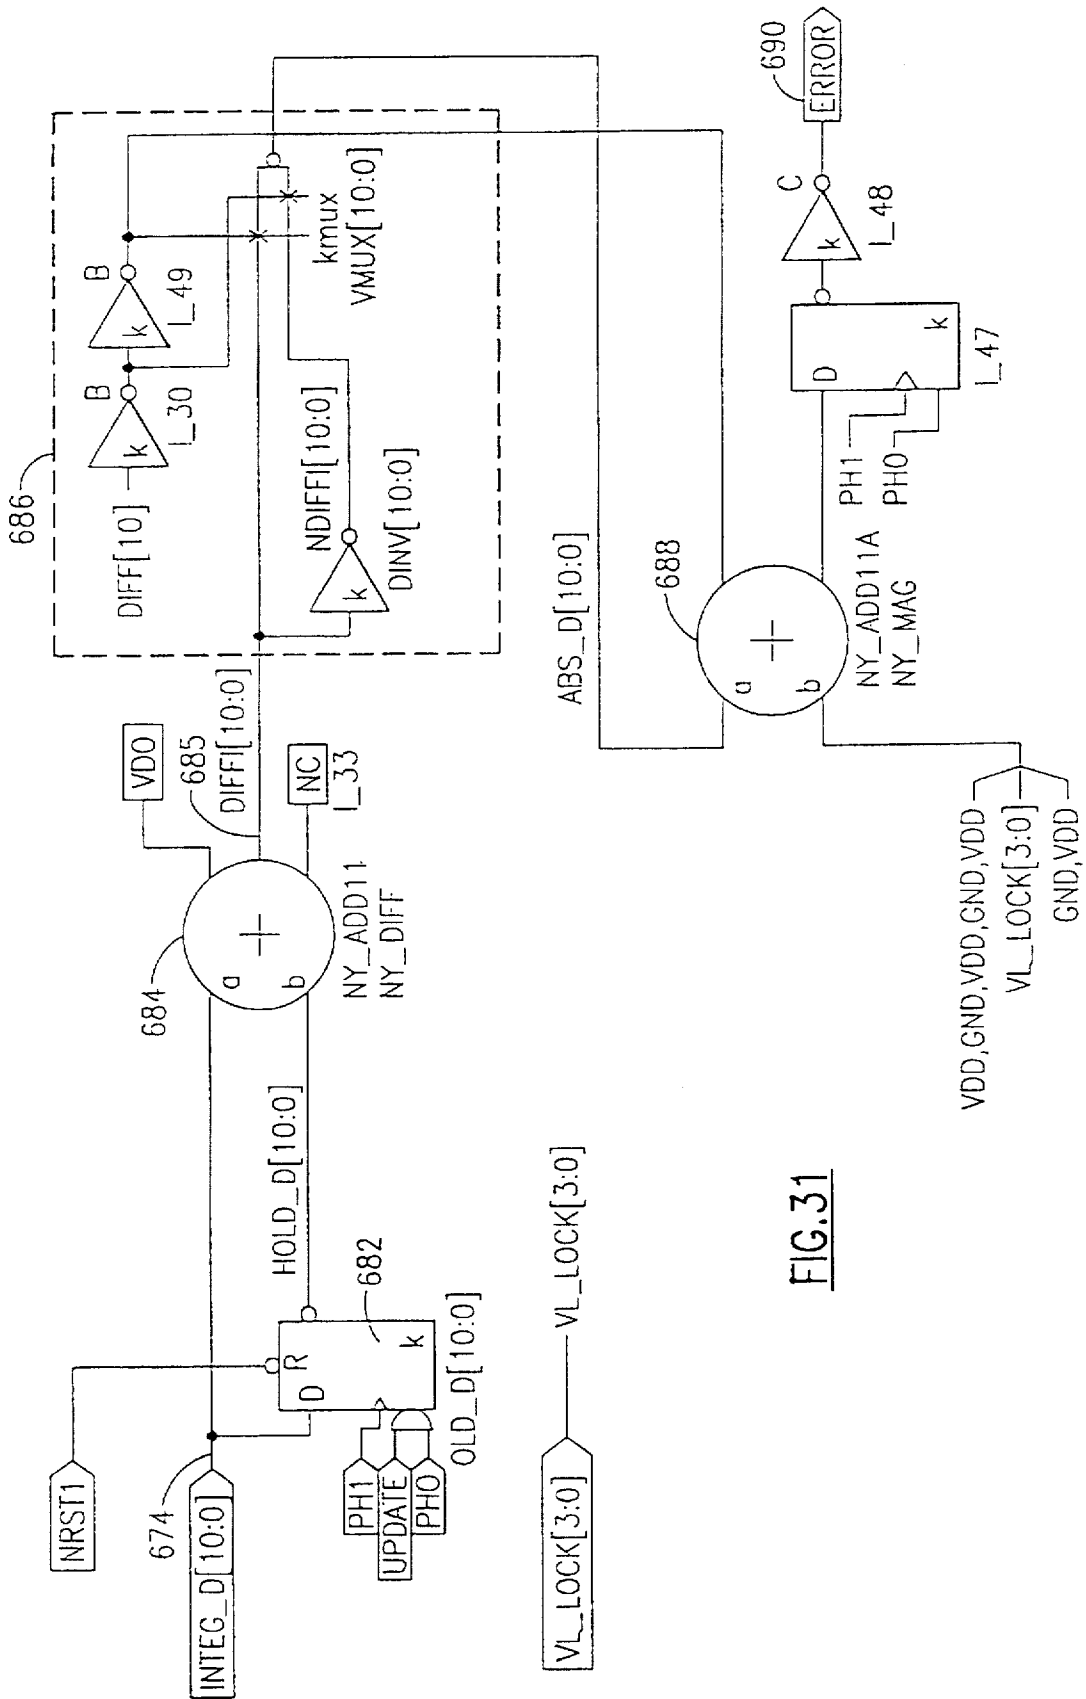 NRST1
674
INTEG_D[10:0]
D
R
k
682
PH1
UPDATE
PH0
OLD_D[10:0]
HOLD_D[10:0]
684
a
b
NY_ADD11
NY_DIFF
VDO
685
DIFFI[10:0]
NC
I_33
686
DIFF[10]
k
B
I_30
k
B
I_49
NDIFFI[10:0]
k
DINV[10:0]
kmux
VMUX[10:0]
ABS_D[10:0]
688
a
b
NY_ADD11A
NY_MAG
PH1
PH0
D
k
I_47
k
C
I_48
690
ERROR
VDD,GND,VDD,GND,VDD
VL_LOCK[3:0]
GND,VDD
VL_LOCK[3:0]
VL_LOCK[3:0]
FIG.31